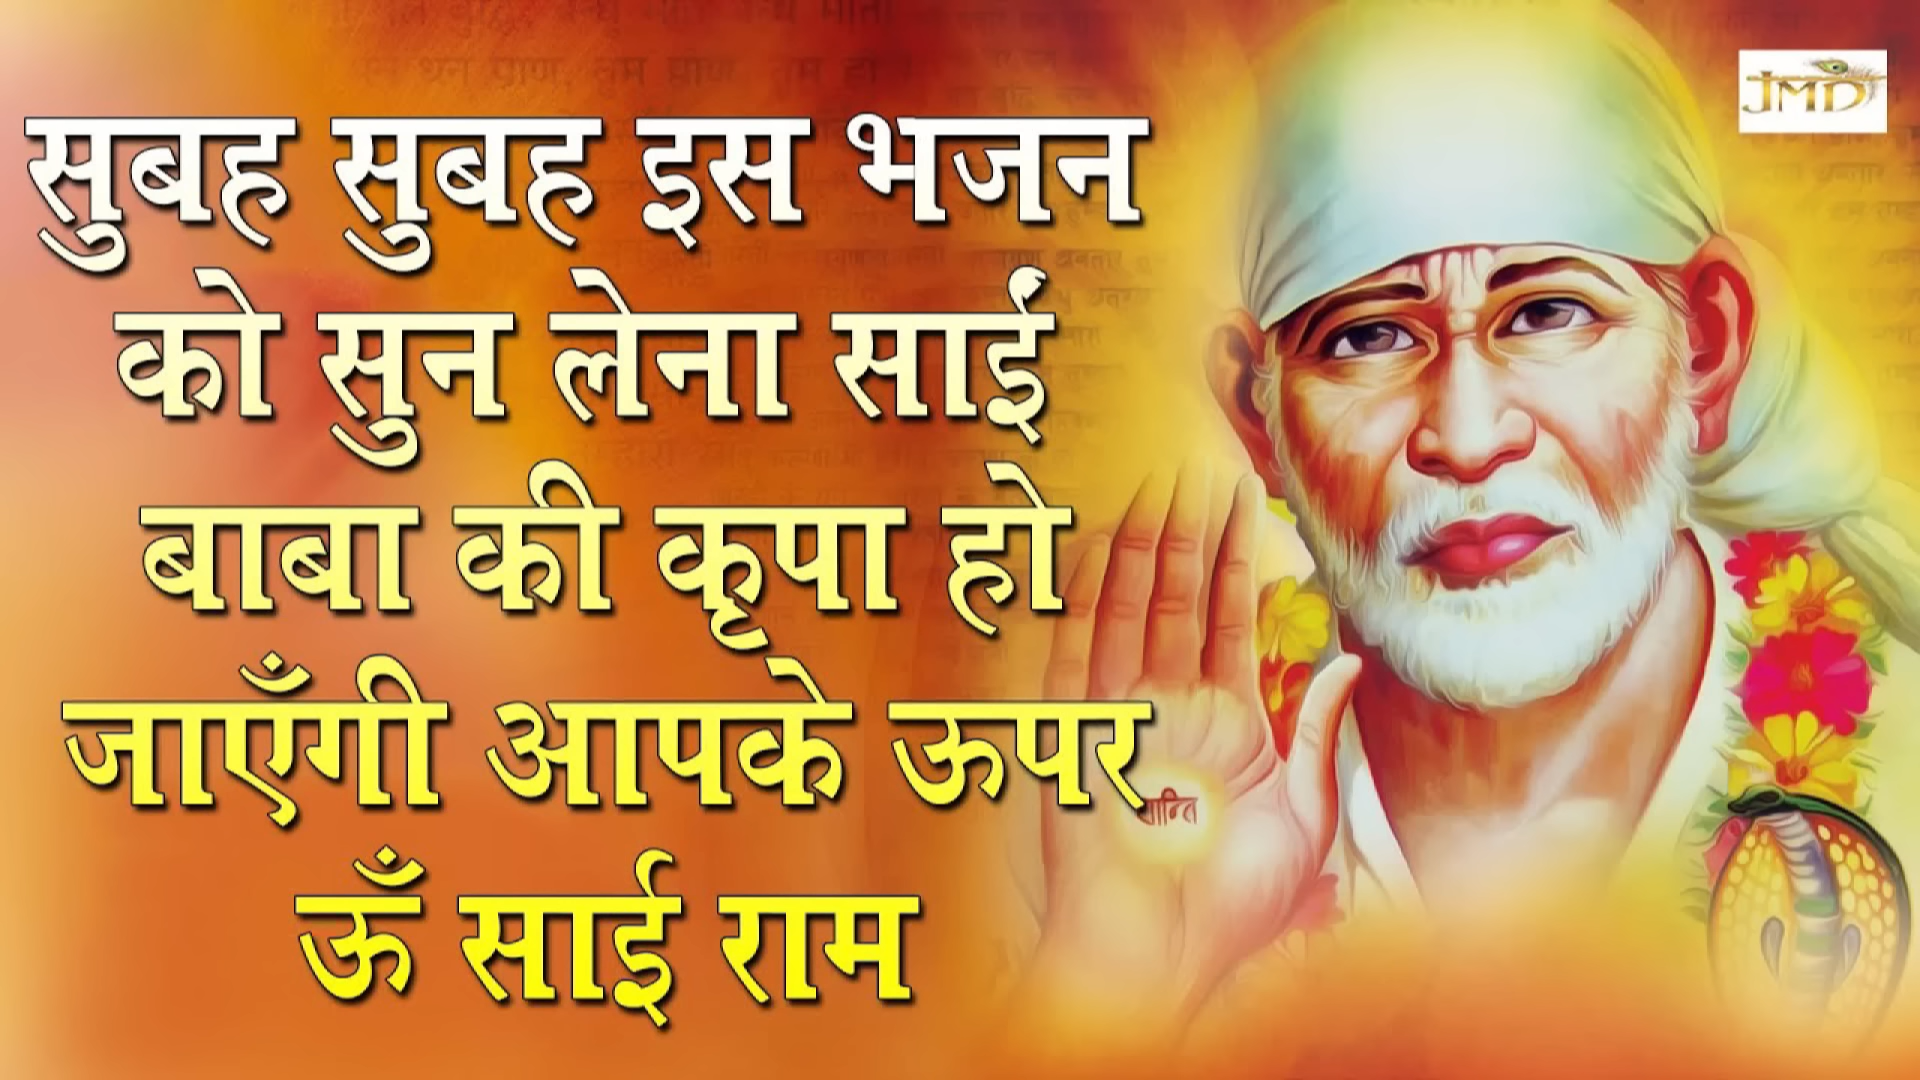 सुबह सुबह इस भजन
को सुन लेना साईं
बाबा की कृपा हो
जाएँगी आपके ऊपर
ऊँ साई राम
JMD
शान्ति